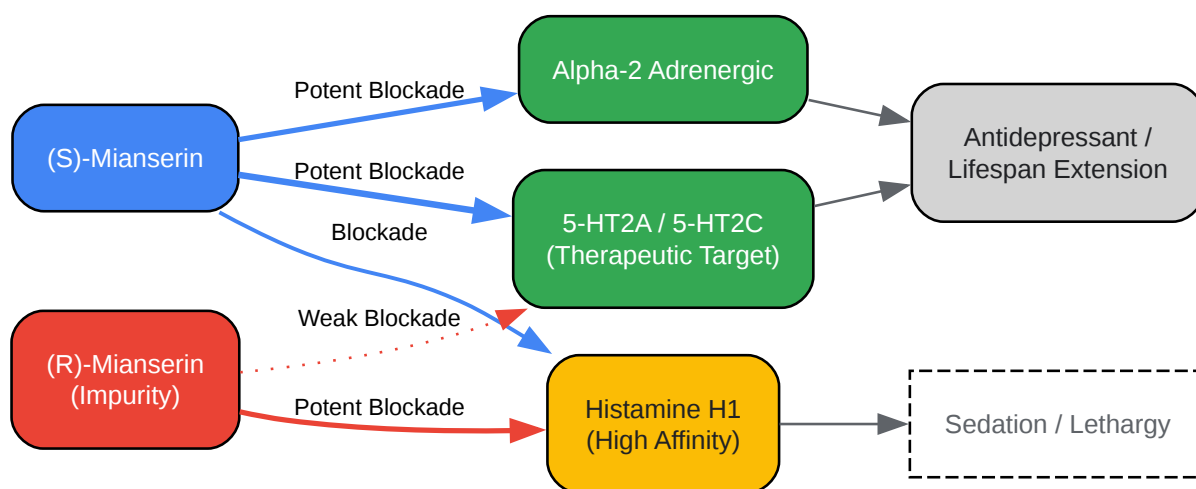 Alpha-2 Adrenergic
Potent Blockade
(S)-Mianserin
Antidepressant /
Lifespan Extension
Potent Blockade
5-HT2A / 5-HT2C
(Therapeutic Target)
Blockade
Weak Blockade
(R)-Mianserin
(Impurity)
Potent Blockade
Histamine H1
(High Affinity)
Sedation / Lethargy